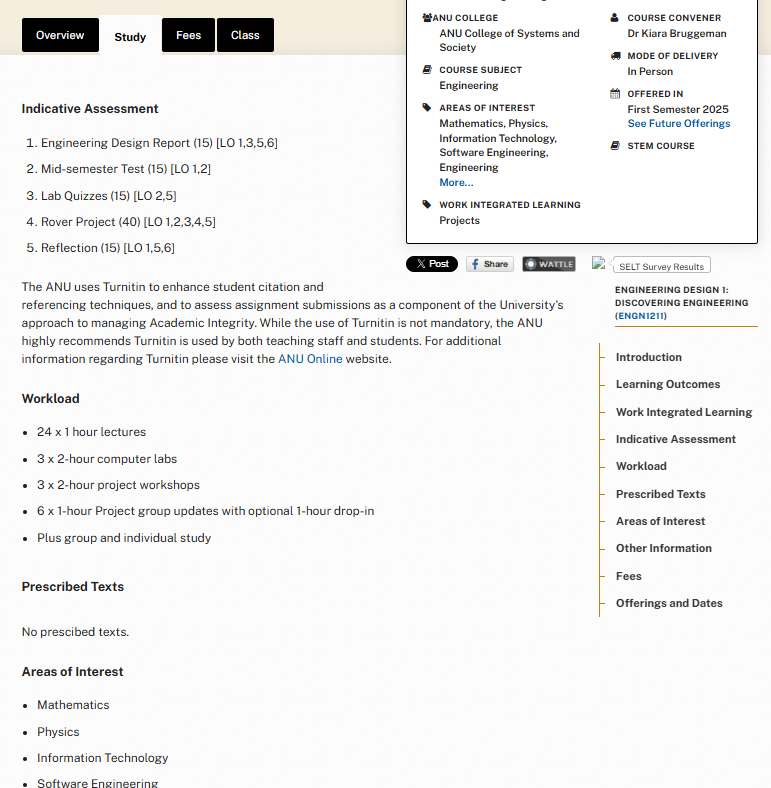 Overview
Study
Fees
Class
ANU COLLEGE
ANU College of Systems and
Society
COURSE SUBJECT
Engineering
AREAS OF INTEREST
Mathematics, Physics,
Information Technology,
Software Engineering,
Engineering
More...
WORK INTEGRATED LEARNING
Projects
COURSE CONVENER
Dr Kiara Bruggeman
MODE OF DELIVERY
In Person
OFFERED IN
First Semester 2025
See Future Offerings
STEM COURSE
Post
Share
WATTLE
SELT Survey Results
Indicative Assessment
1. Engineering Design Report (15) [LO 1,3,5,6]
2. Mid-semester Test (15) [LO 1,2]
3. Lab Quizzes (15) [LO 2,5]
4. Rover Project (40) [LO 1,2,3,4,5]
5. Reflection (15) [LO 1,5,6]
The ANU uses Turnitin to enhance student citation and
referencing techniques, and to assess assignment submissions as a component of the University's
approach to managing Academic Integrity. While the use of Turnitin is not mandatory, the ANU
highly recommends Turnitin is used by both teaching staff and students. For additional
information regarding Turnitin please visit the ANU Online website.
Workload
24 x 1 hour lectures
3 x 2-hour computer labs
3 x 2-hour project workshops
6 x 1-hour Project group updates with optional 1-hour drop-in
Plus group and individual study
Prescribed Texts
No prescibed texts.
Areas of Interest
Mathematics
Physics
Information Technology
Software Engineering
ENGINEERING DESIGN 1:
DISCOVERING ENGINEERING
(ENGN1211)
Introduction
Learning Outcomes
Work Integrated Learning
Indicative Assessment
Workload
Prescribed Texts
Areas of Interest
Other Information
Fees
Offerings and Dates